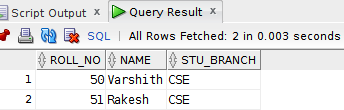 Script Output × Query Result ×
SQL | All Rows Fetched: 2 in 0.003 seconds
ROLL_NO NAME STU_BRANCH
1 50 Varshith CSE
2 51 Rakesh CSE